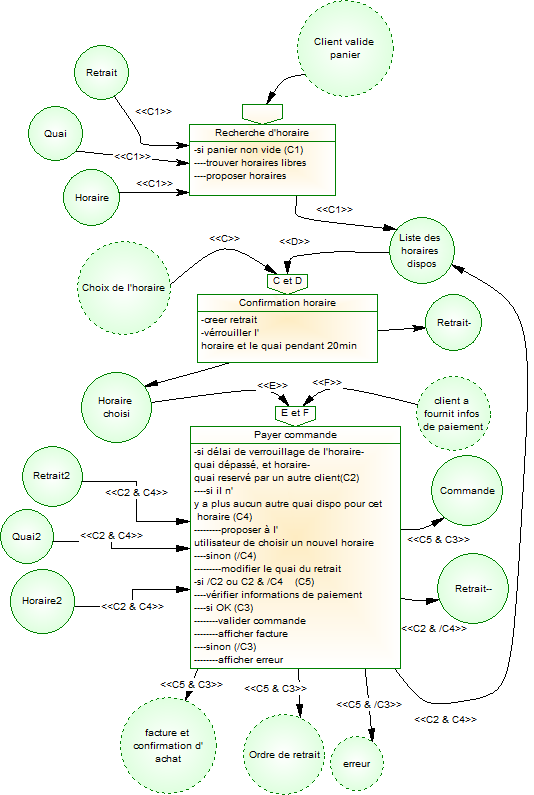 Client valide
panier
Retrait
<<C1>>
Quai
<<C1>>
Horaire
<<C1>>
Recherche d'horaire
-si panier non vide (C1)
----trouver horaires libres
----proposer horaires
<<C1>>
Liste des
horaires
dispos
<<C>>
<<D>>
Choix de l'horaire
C et D
Confirmation horaire
-creer retrait
-vérrouiller l'
horaire et le quai pendant 20min
Retrait-
Horaire
choisi
<<E>>
<<F>>
E et F
client a
fournit infos
de paiement
Payer commande
-si délai de verrouillage de l'horaire-
quai dépassé, et horaire-
quai reservé par un autre client(C2)
----si il n'
y a plus aucun autre quai dispo pour cet
horaire (C4)
---------proposer à l'
utilisateur de choisir un nouvel horaire
----sinon (/C4)
---------modifier le quai du retrait
-si /C2 ou C2 & /C4 (C5)
----vérifier informations de paiement
----si OK (C3)
--------valider commande
--------afficher facture
----sinon (/C3)
--------afficher erreur
Retrait2
<<C2 & C4>>
Quai2
<<C2 & C4>>
Horaire2
<<C2 & C4>>
Commande
<<C5 & C3>>
Retrait--
<<C2 & /C4>>
<<C5 & C3>>
<<C5 & C3>>
<<C5 & /C3>>
<<C2 & C4>>
facture et
confirmation d'
achat
Ordre de retrait
erreur